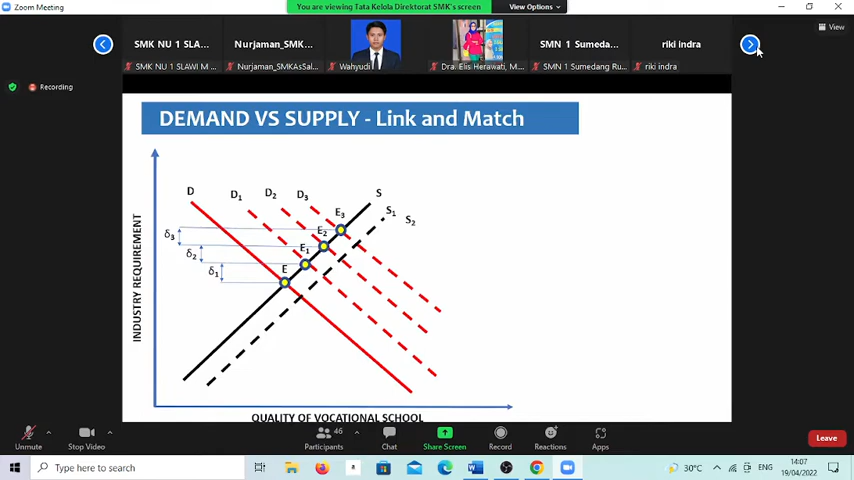 Zoom Meeting
You are viewing Tata Kelola Direktorat SMK's screen
View Options
View
SMK NU 1 SLA...
Nurjaman_SMK...
SMN 1 Sumeda...
riki indra
SMK NU 1 SLAWI M ...
Nurjaman_SMKAsSal...
Wahyudi
Dra. Elis Herawati, M...
SMN 1 Sumedang Ru...
riki indra
Recording
DEMAND VS SUPPLY - Link and Match
D
D1
D2
D3
S
S1
S2
E3
E2
E1
E
δ3
δ2
δ1
INDUSTRY REQUIREMENT
QUALITY OF VOCATIONAL SCHOOL
Unmute
Stop Video
46
Participants
Chat
Share Screen
Record
Reactions
Apps
Leave
Type here to search
30°C
ENG
14:07
19/04/2022